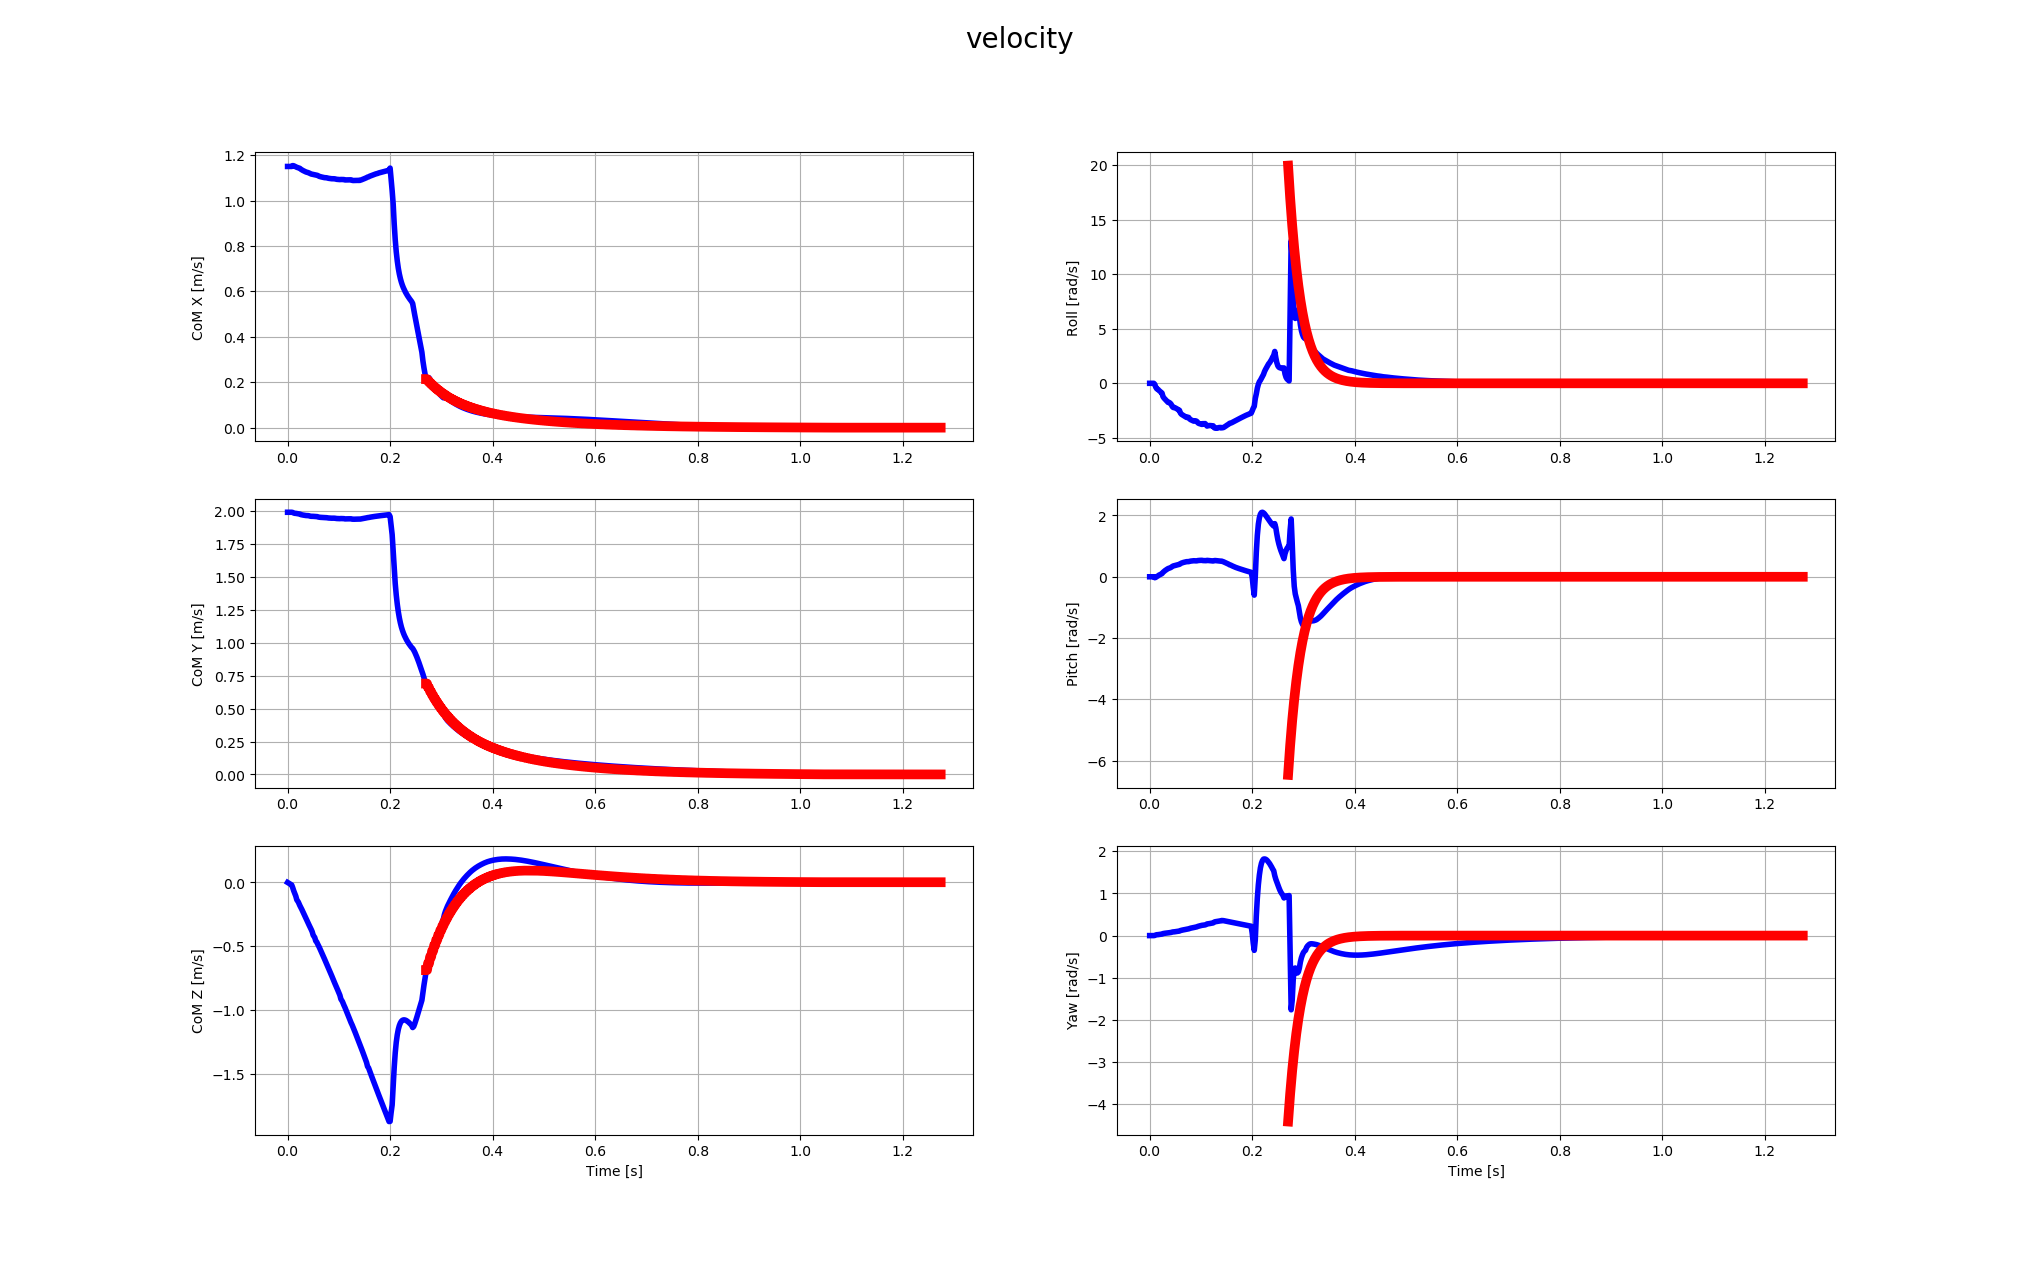 velocity
CoM X [m/s]
1.2
1.0
0.8
0.6
0.4
0.2
0.0
0.0 0.2 0.4 0.6 0.8 1.0 1.2
Roll [rad/s]
20
15
10
5
0
−5
0.0 0.2 0.4 0.6 0.8 1.0 1.2
CoM Y [m/s]
2.00
1.75
1.50
1.25
1.00
0.75
0.50
0.25
0.00
0.0 0.2 0.4 0.6 0.8 1.0 1.2
Pitch [rad/s]
2
0
−2
−4
−6
0.0 0.2 0.4 0.6 0.8 1.0 1.2
CoM Z [m/s]
0.0
−0.5
−1.0
−1.5
0.0 0.2 0.4 0.6 0.8 1.0 1.2
Time [s]
Yaw [rad/s]
2
1
0
−1
−2
−3
−4
0.0 0.2 0.4 0.6 0.8 1.0 1.2
Time [s]